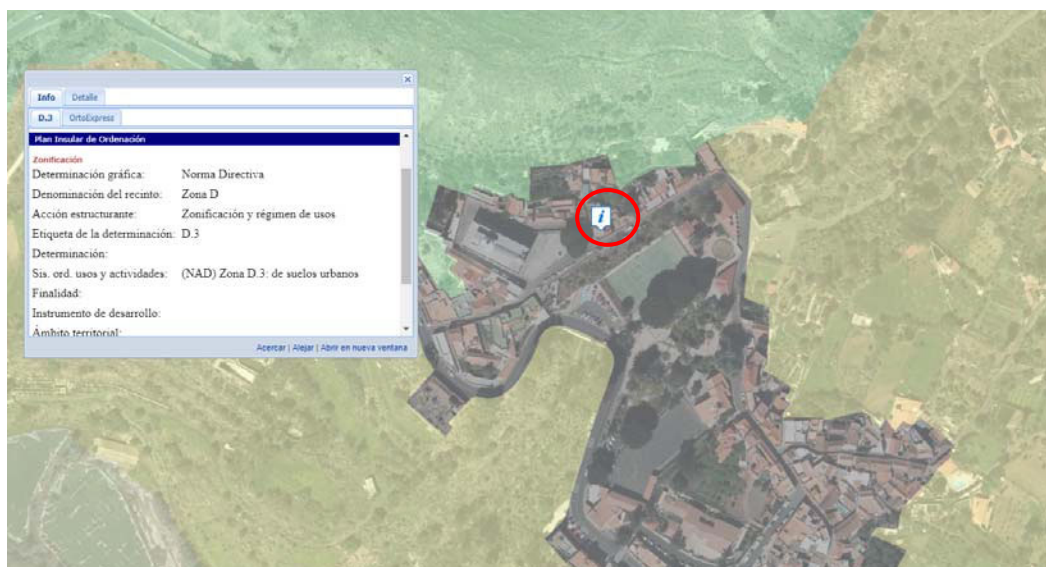 Info Detalle
D.3 OrtoExpress
Plan Insular de Ordenación
Zonificación
Determinación gráfica: Norma Directiva
Denominación del recinto: Zona D
Acción estructurante: Zonificación y régimen de usos
Etiqueta de la determinación: D.3
Determinación:
Sis. ord. usos y actividades: (NAD) Zona D.3: de suelos urbanos
Finalidad:
Instrumento de desarrollo:
Ámbito territorial:
Acercar | Alejar | Abrir en nueva ventana
i